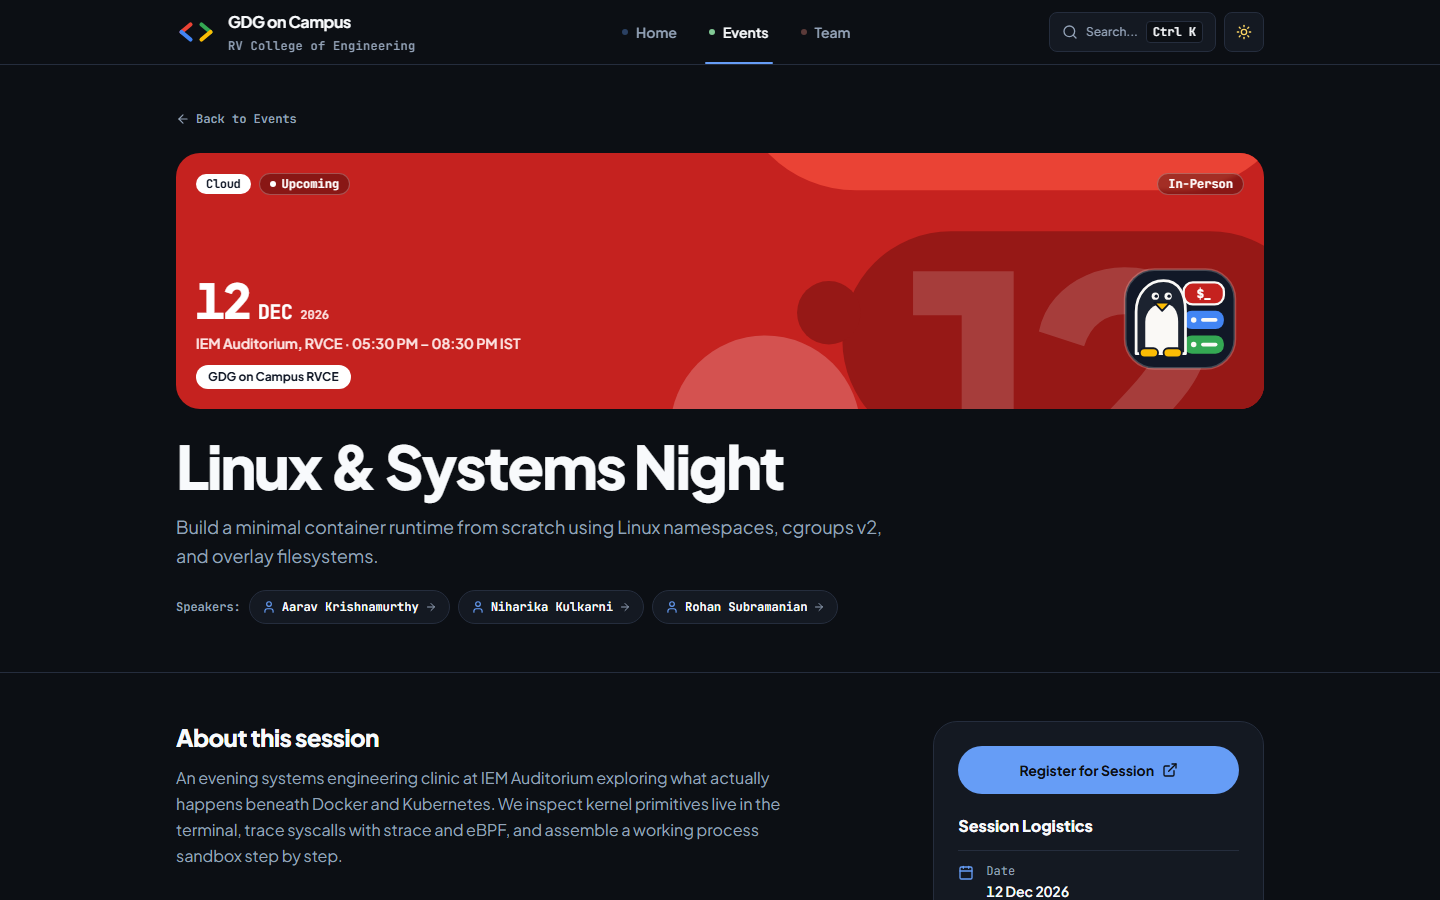 GDG on Campus
RV College of Engineering
Home
Events
Team
Search...
Ctrl K
Back to Events
Cloud
Upcoming
In-Person
12 DEC 2026
IEM Auditorium, RVCE · 05:30 PM – 08:30 PM IST
GDG on Campus RVCE
12
$_
Linux & Systems Night
Build a minimal container runtime from scratch using Linux namespaces, cgroups v2,
and overlay filesystems.
Speakers:
Aarav Krishnamurthy
Niharika Kulkarni
Rohan Subramanian
About this session
An evening systems engineering clinic at IEM Auditorium exploring what actually
happens beneath Docker and Kubernetes. We inspect kernel primitives live in the
terminal, trace syscalls with strace and eBPF, and assemble a working process
sandbox step by step.
Register for Session
Session Logistics
Date
12 Dec 2026